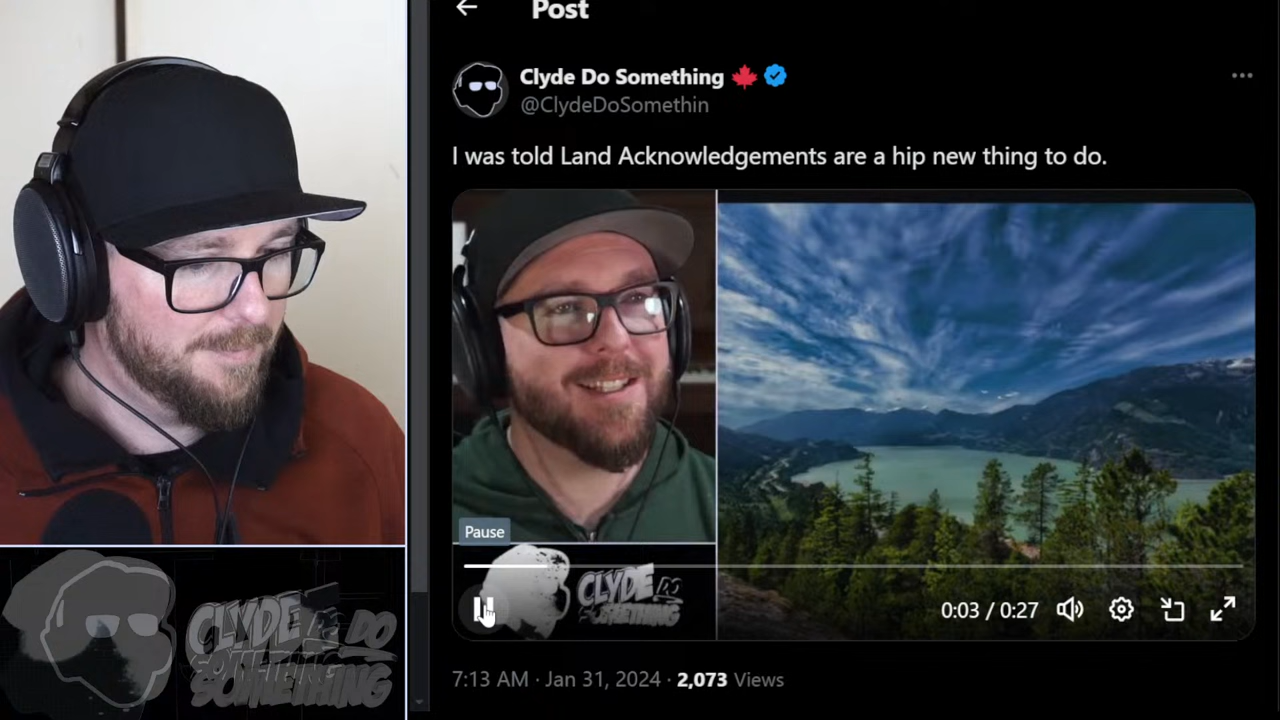 Post
Clyde Do Something
@ClydeDoSomethin
I was told Land Acknowledgements are a hip new thing to do.
Pause
CLYDE DO
SOMETHING
0:03 / 0:27
7:13 AM · Jan 31, 2024 · 2,073 Views
CLYDE DO
SOMETHING